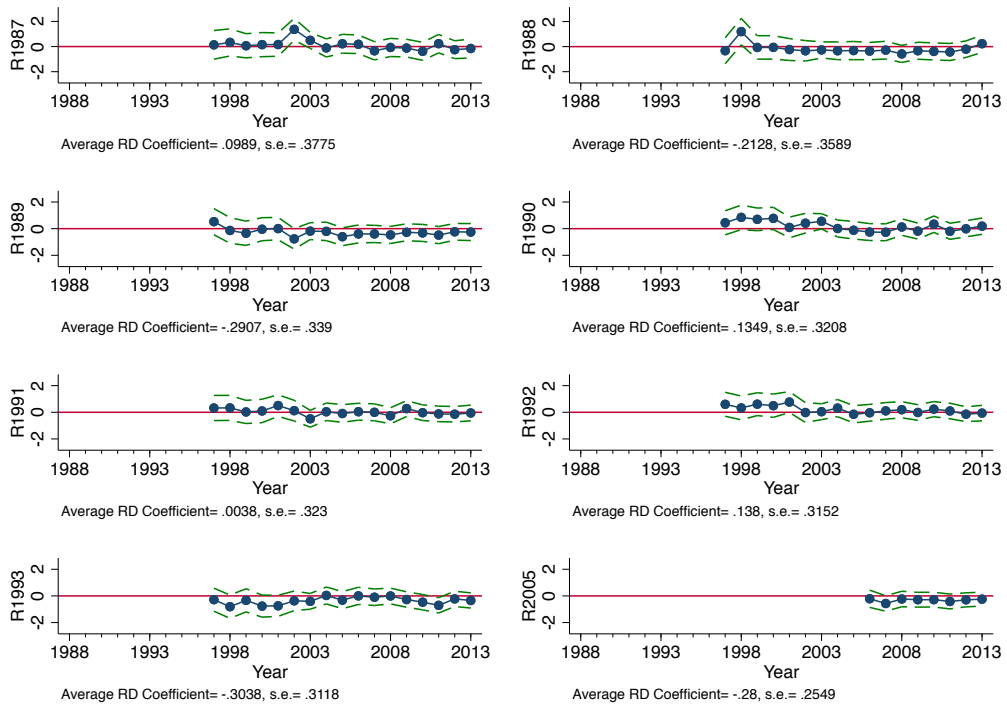 R1987
2
0
-2
1988 1993 1998 2003 2008 2013
Year
Average RD Coefficient= .0989, s.e.= .3775
R1988
2
0
-2
1988 1993 1998 2003 2008 2013
Year
Average RD Coefficient= -.2128, s.e.= .3589
R1989
2
0
-2
1988 1993 1998 2003 2008 2013
Year
Average RD Coefficient= -.2907, s.e.= .339
R1990
2
0
-2
1988 1993 1998 2003 2008 2013
Year
Average RD Coefficient= .1349, s.e.= .3208
R1991
2
0
-2
1988 1993 1998 2003 2008 2013
Year
Average RD Coefficient= .0038, s.e.= .323
R1992
2
0
-2
1988 1993 1998 2003 2008 2013
Year
Average RD Coefficient= .138, s.e.= .3152
R1993
2
0
-2
1988 1993 1998 2003 2008 2013
Year
Average RD Coefficient= -.3038, s.e.= .3118
R2005
2
0
-2
1988 1993 1998 2003 2008 2013
Year
Average RD Coefficient= -.28, s.e.= .2549